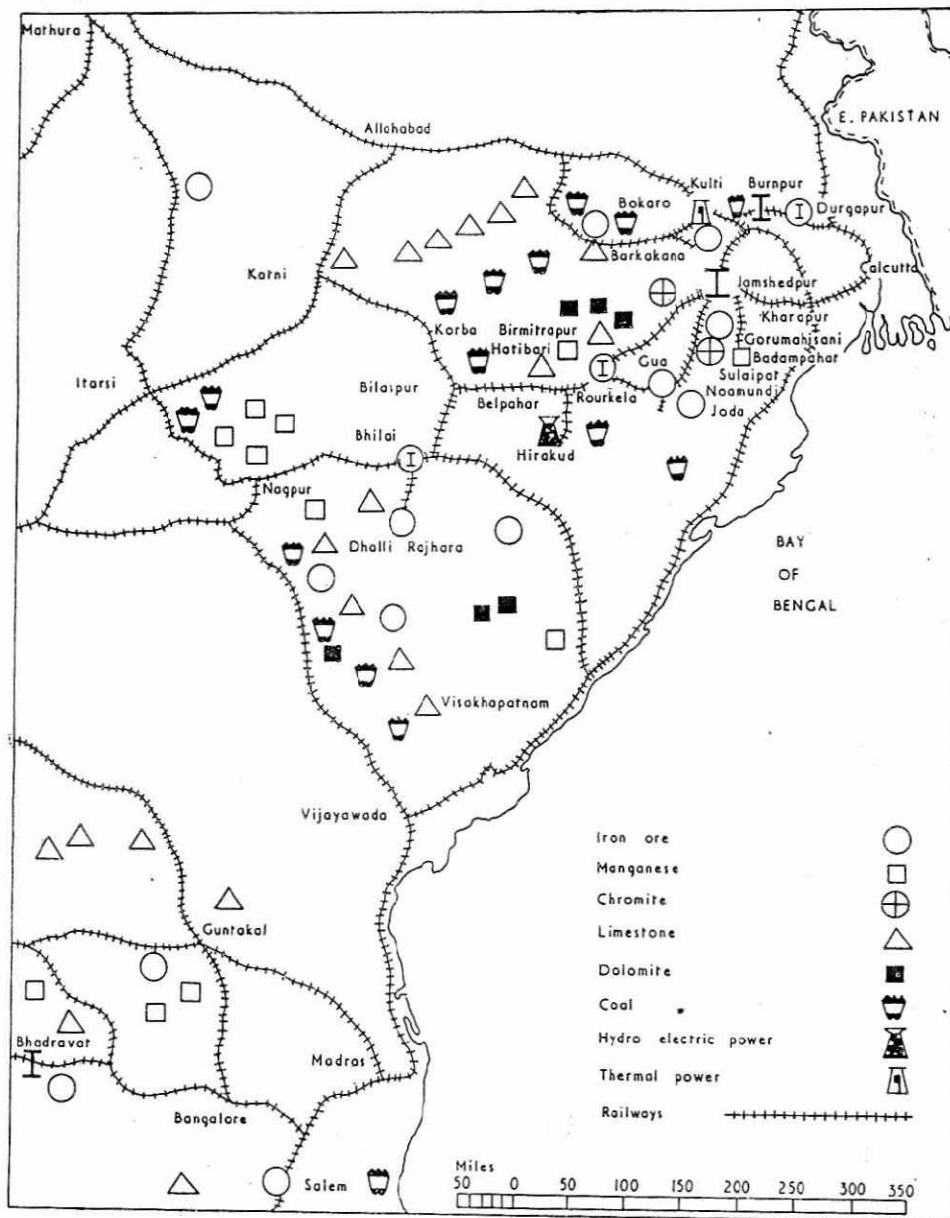 Mathura
E. PAKISTAN
Allahabad
Kulti
Burnpur
Bokaro
Durgapur
Barkakana
Katni
Jamshedpur
Calcutta
Korba
Birmitrapur
Kharapur
Hatibari
Gorumahisani
Gua
Badampahar
Itarsi
Bilaspur
Sulaipat
Belpahar
Rourkela
Noamundi
Joda
Bhilai
Hirakud
Nagpur
Dhalli Rajhara
BAY
OF
BENGAL
Visakhapatnam
Vijayawada
Iron ore
Manganese
Chromite
Limestone
Guntakal
Dolomite
Coal
Hydro electric power
Bhadravat
Madras
Thermal power
Bangalore
Railways
Salem
Miles
50 0 50 100 150 200 250 300 350